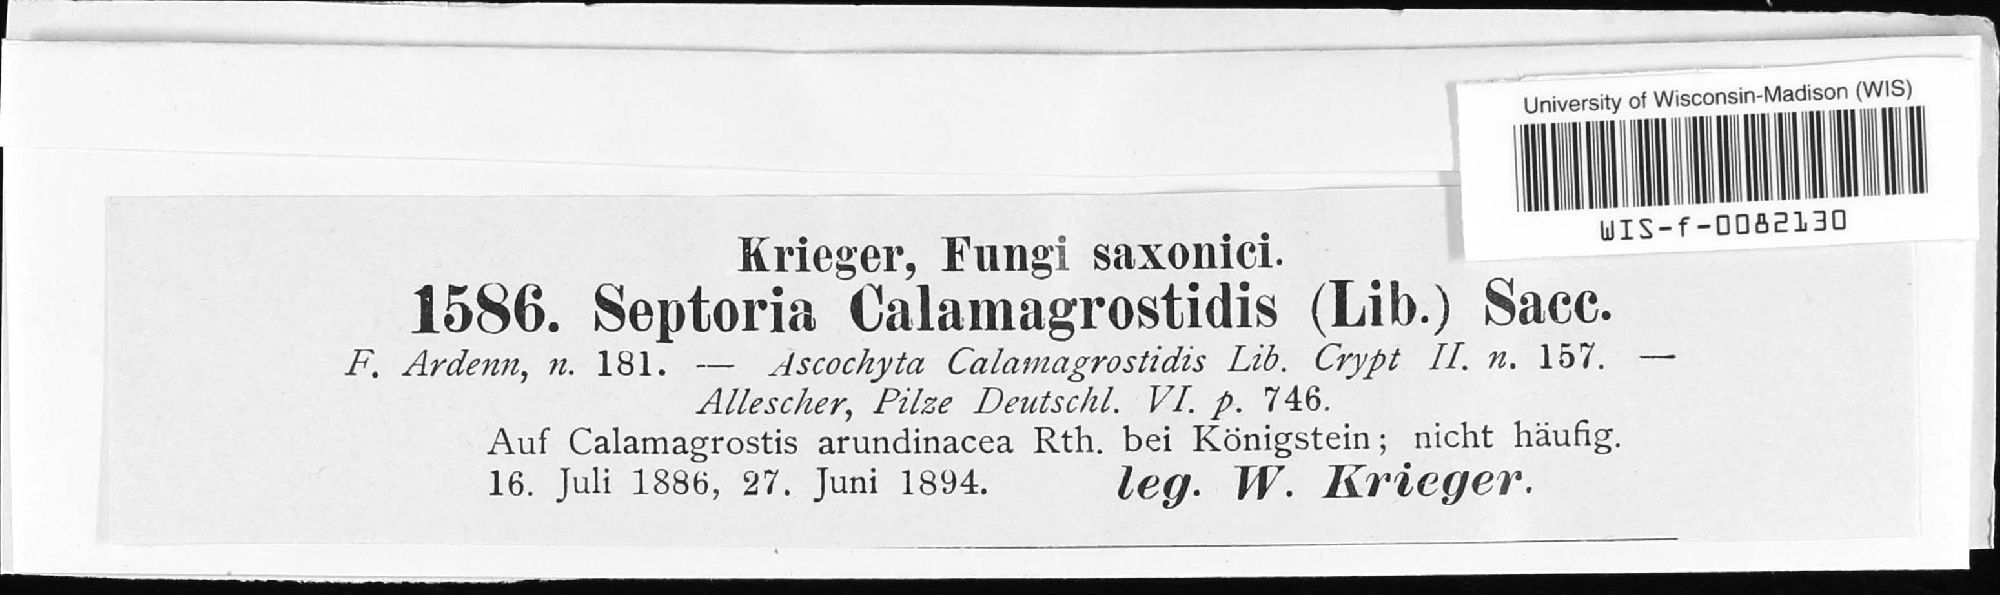 University of Wisconsin-Madison (WIS)
WIS-f-0082130
Krieger, Fungi saxonici.
1586. Septoria Calamagrostidis (Lib.) Sacc.
F. Ardenn, n. 181. — Ascochyta Calamagrostidis Lib. Crypt II. n. 157. —
Allescher, Pilze Deutschl. VI. p. 746.
Auf Calamagrostis arundinacea Rth. bei Königstein; nicht häufig.
16. Juli 1886, 27. Juni 1894. leg. W. Krieger.